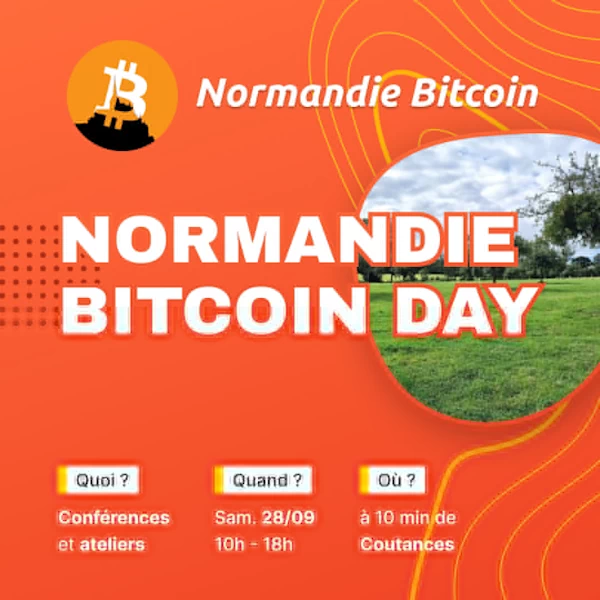 Normandie Bitcoin
NORMANDIE
BITCOIN DAY
Quoi ?
Conférences
et ateliers
Quand ?
Sam. 28/09
10h - 18h
Où ?
à 10 min de
Coutances